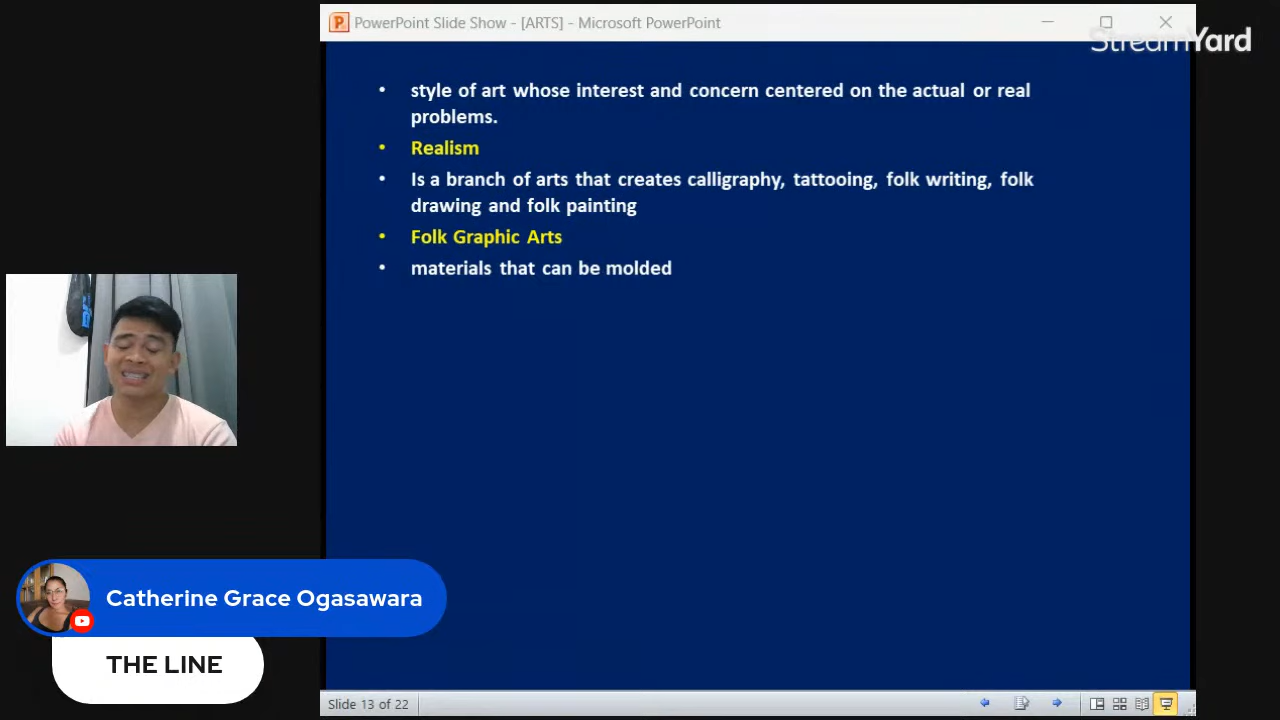 PowerPoint Slide Show - [ARTS] - Microsoft PowerPoint
StreamYard
• style of art whose interest and concern centered on the actual or real
problems.
• Realism
• Is a branch of arts that creates calligraphy, tattooing, folk writing, folk
drawing and folk painting
• Folk Graphic Arts
• materials that can be molded
Catherine Grace Ogasawara
THE LINE
Slide 13 of 22